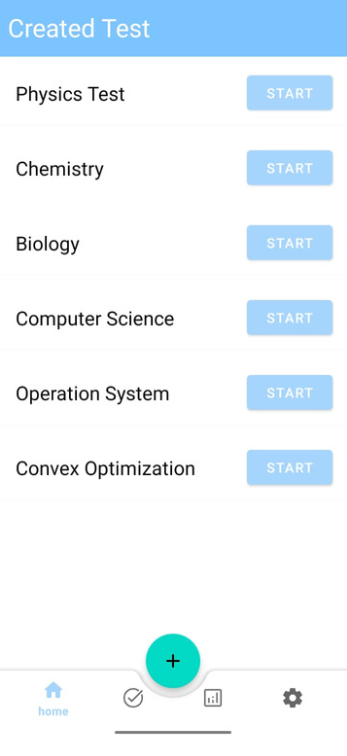 Created Test
Physics Test START
Chemistry START
Biology START
Computer Science START
Operation System START
Convex Optimization START
+
home